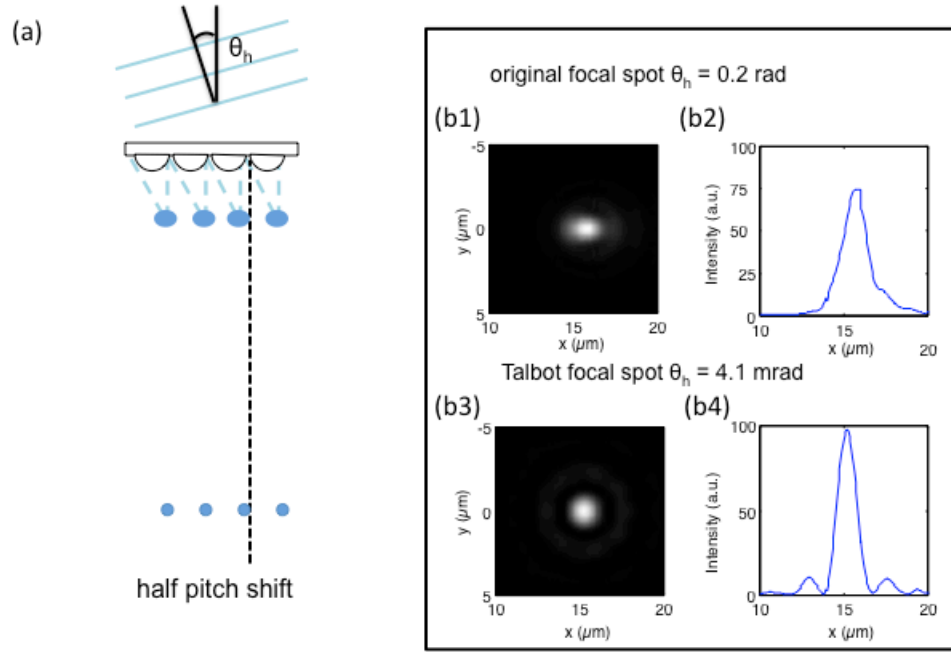 (a)
θh
half pitch shift
original focal spot θh = 0.2 rad
(b1)
(b2)
-5
0
5
y (µm)
10
15
20
x (µm)
100
75
50
25
0
Intensity (a.u.)
10
15
20
x (µm)
Talbot focal spot θh = 4.1 mrad
(b3)
(b4)
-5
0
5
y (µm)
10
15
20
x (µm)
100
50
0
Intensity (a.u.)
10
15
20
x (µm)